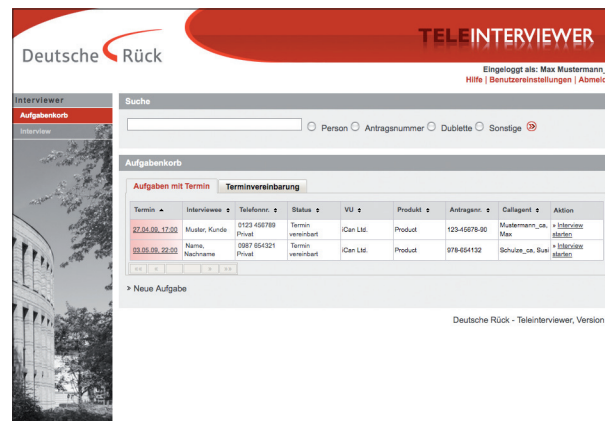 TELEINTERVIEWER
Deutsche Rück
Eingeloggt als: Max Mustermann_
Hilfe | Benutzereinstellungen | Abmeld
Interviewer
Aufgabenkorb
Interview
Suche
Person Antragsnummer Dublette Sonstige
Aufgabenkorb
Aufgaben mit Termin Terminvereinbarung
Termin Interviewee Telefonnr. Status VU Produkt Antragsnr. Callagent Aktion
27.04.09, 17:00 Muster, Kunde 0123 456789 Privat Termin vereinbart iCan Ltd. Product 123-45678-90 Mustermann_ca, Max » Interview starten
03.05.09, 22:00 Name, Nachname 0987 654321 Privat Termin vereinbart iCan Ltd. Product 978-654132 Schulze_ca, Susi » Interview starten
<< < > >>
> Neue Aufgabe
Deutsche Rück - Teleinterviewer, Version